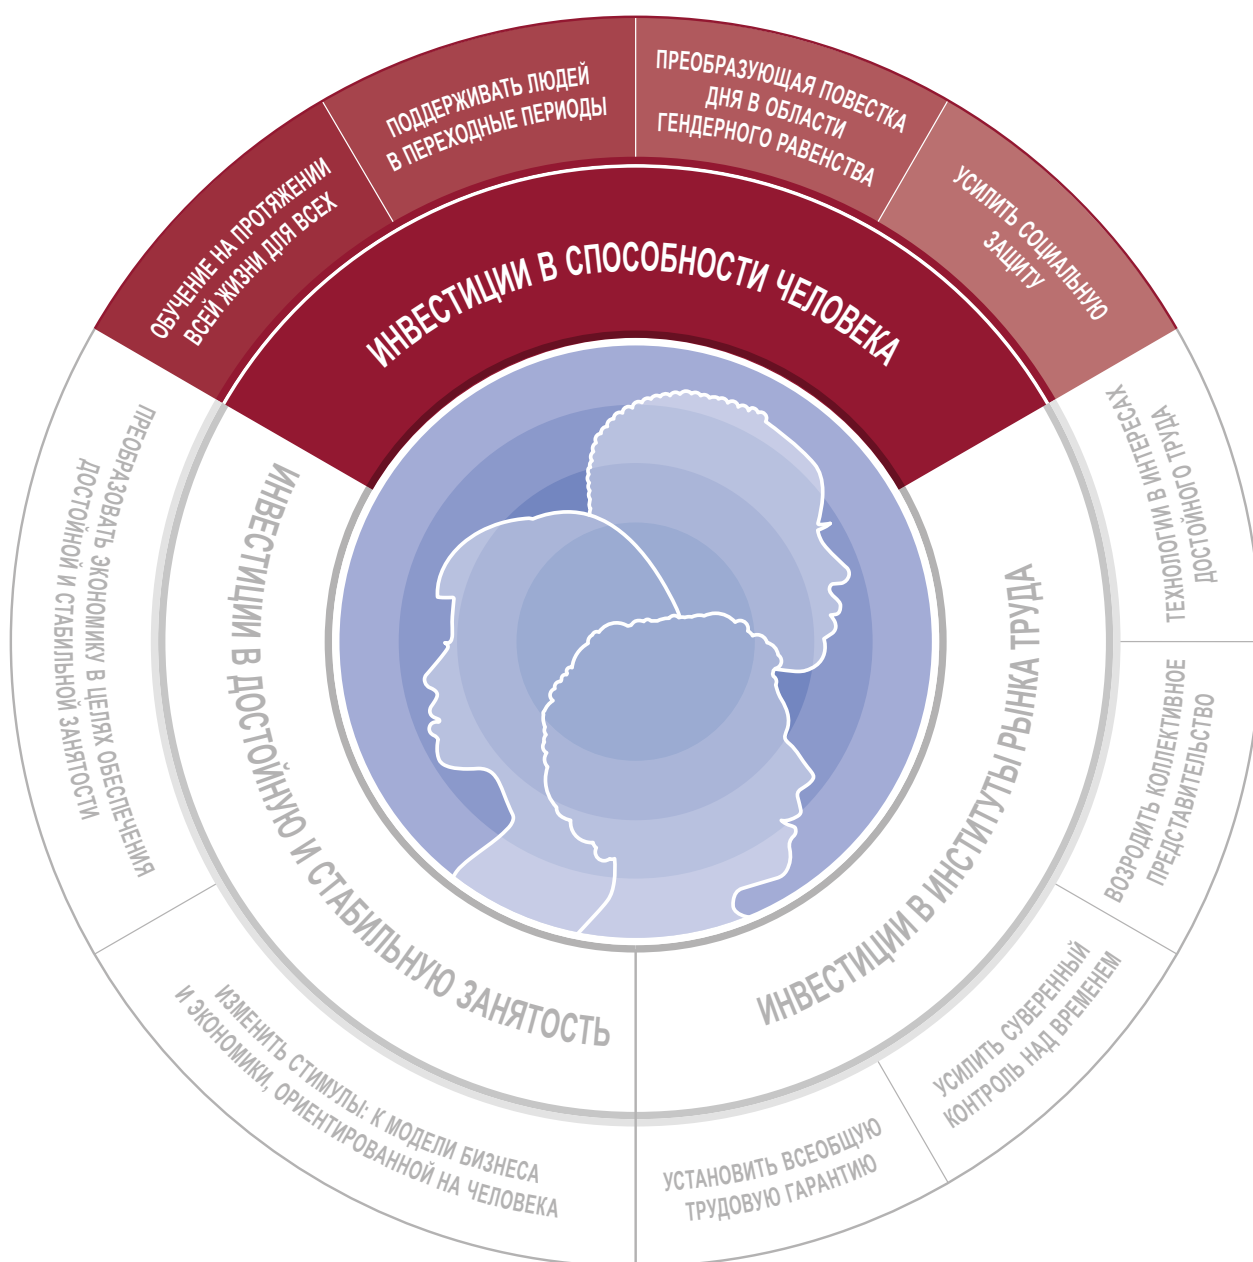 ОБУЧЕНИЕ НА ПРОТЯЖЕНИИ
ВСЕЙ ЖИЗНИ ДЛЯ ВСЕХ
ПОДДЕРЖИВАТЬ ЛЮДЕЙ
В ПЕРЕХОДНЫЕ ПЕРИОДЫ
ПРЕОБРАЗУЮЩАЯ ПОВЕСТКА
ДНЯ В ОБЛАСТИ
ГЕНДЕРНОГО РАВЕНСТВА
УСИЛИТЬ СОЦИАЛЬНУЮ
ЗАЩИТУ
ИНВЕСТИЦИИ В СПОСОБНОСТИ ЧЕЛОВЕКА
ТЕХНОЛОГИИ В ИНТЕРЕСАХ
ДОСТОЙНОГО ТРУДА
ВОЗРОДИТЬ КОЛЛЕКТИВНОЕ
ПРЕДСТАВИТЕЛЬСТВО
УСИЛИТЬ СУВЕРЕННЫЙ
КОНТРОЛЬ НАД ВРЕМЕНЕМ
УСТАНОВИТЬ ВСЕОБЩУЮ
ТРУДОВУЮ ГАРАНТИЮ
ИНВЕСТИЦИИ В ИНСТИТУТЫ РЫНКА ТРУДА
ИЗМЕНИТЬ СТИМУЛЫ: К МОДЕЛИ БИЗНЕСА
И ЭКОНОМИКИ, ОРИЕНТИРОВАННОЙ НА ЧЕЛОВЕКА
ПРЕОБРАЗОВАТЬ ЭКОНОМИКУ В ЦЕЛЯХ ОБЕСПЕЧЕНИЯ
ДОСТОЙНОЙ И СТАБИЛЬНОЙ ЗАНЯТОСТИ
ИНВЕСТИЦИИ В ДОСТОЙНУЮ И СТАБИЛЬНУЮ ЗАНЯТОСТЬ